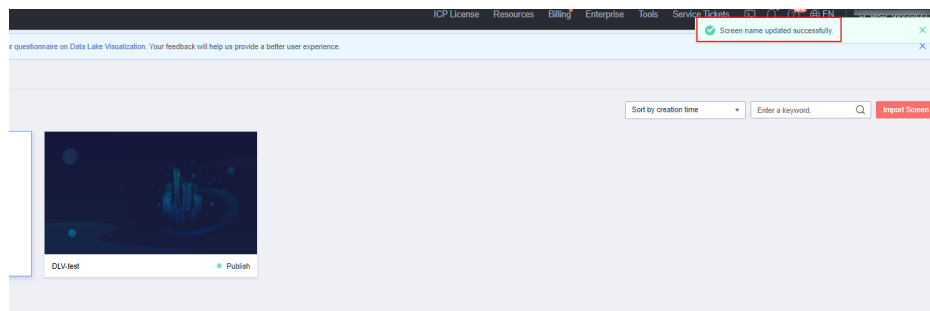 ICP License Resources Billing Enterprise Tools Service Tickets EN
Screen name updated successfully.
r questionnaire on Data Lake Visualization. Your feedback will help us provide a better user experience.
Sort by creation time Enter a keyword. Import Screen
DLV-test Publish